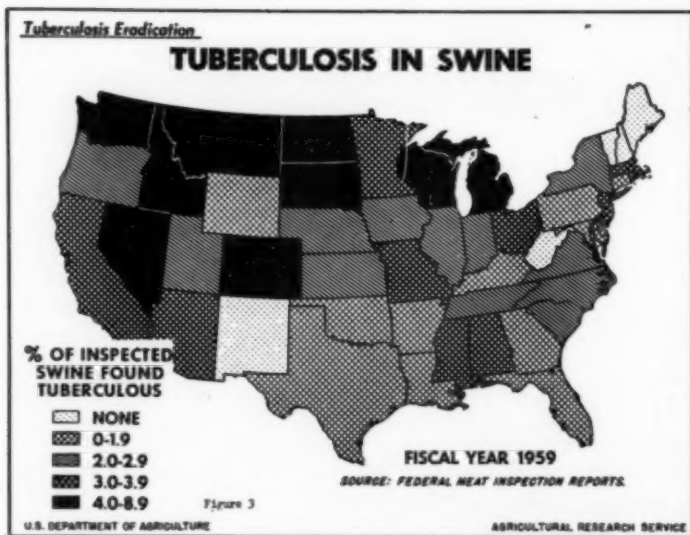 Tuberculosis Eradication
TUBERCULOSIS IN SWINE
% OF INSPECTED
SWINE FOUND
TUBERCULOUS
NONE
0-1.9
2.0-2.9
3.0-3.9
4.0-8.9
Figure 3
FISCAL YEAR 1959
SOURCE: FEDERAL MEAT INSPECTION REPORTS.
U.S. DEPARTMENT OF AGRICULTURE
AGRICULTURAL RESEARCH SERVICE